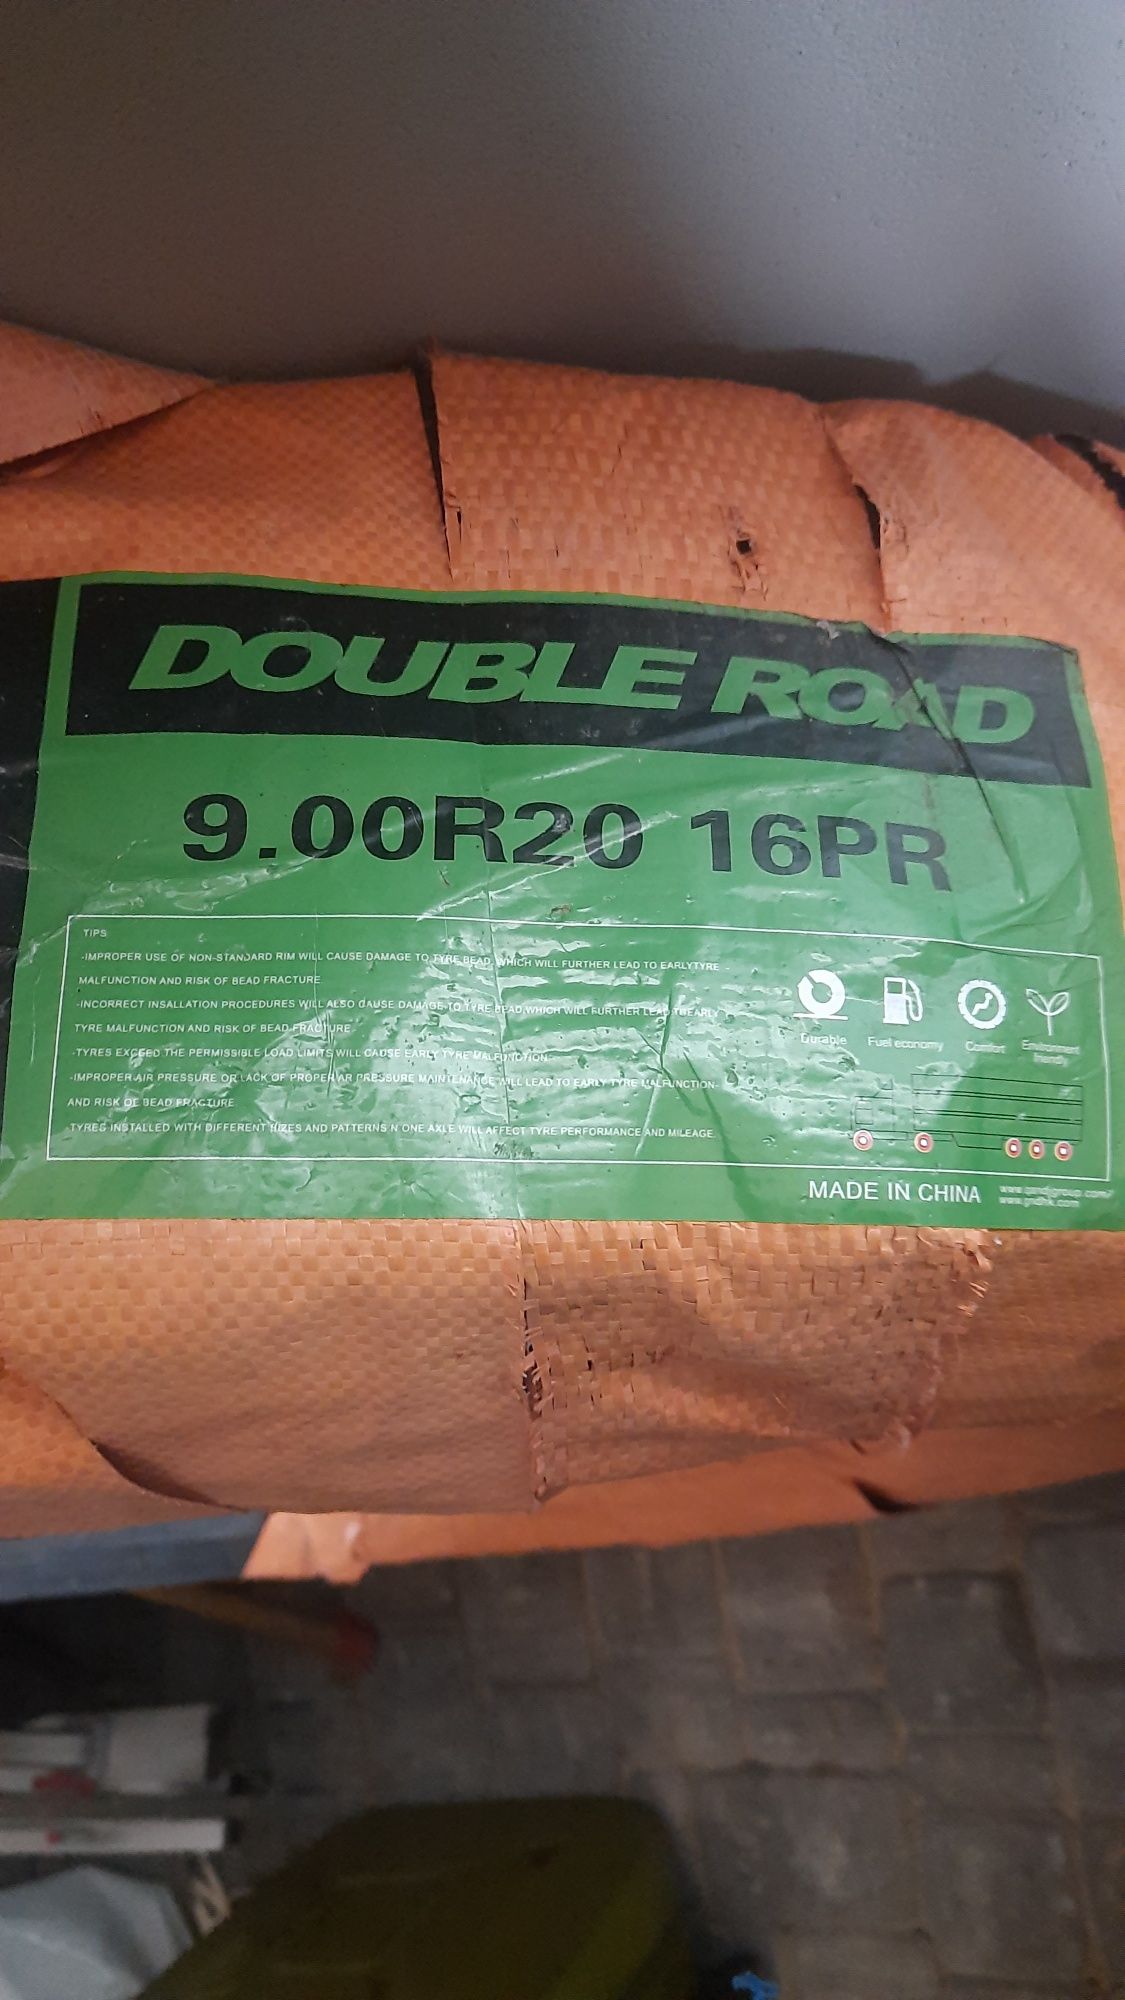 DOUBLE ROAD
9.00R20 16PR
TIPS
-IMPROPER USE OF NON-STANDARD RIM WILL CAUSE DAMAGE TO TYRE BEAD, WHICH WILL FURTHER LEAD TO EARLYTYRE
MALFUNCTION AND RISK OF BEAD FRACTURE.
-INCORRECT INSALLATION PROCEDURES WILL ALSO CAUSE DAMAGE TO TYRE BEAD,WHICH WILL FURTHER LEAD
TYRE MALFUNCTION AND RISK OF BEAD FRACTURE
-TYRES EXCEED THE PERMISSIBLE LOAD LIMITS WILL CAUSE EARLY TYRE MALFUNCTION.
-IMPROPER AIR PRESSURE OR LACK OF PROPER AR PRESSURE MAINTENANCE WILL LEAD TO EARLY TYRE MALFUNCTION
AND RISK OF BEAD FRACTURE
-TYRES INSTALLED WITH DIFFERENT SIZES AND PATTERNS N ONE AXLE WILL AFFECT TYRE PERFORMANCE AND MILEAGE.
Durable
Fuel economy
Comfort
Environment
friendly
MADE IN CHINA